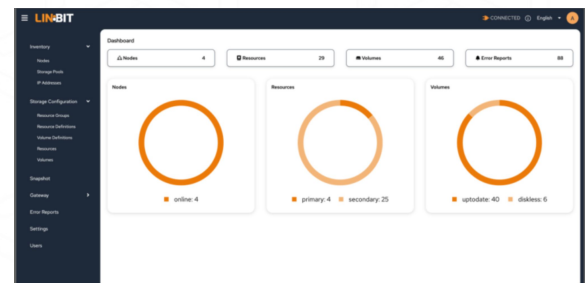 LINBIT
CONNECTED English
Dashboard
Nodes 4
Resources 29
Volumes 46
Error Reports 88
Inventory
Nodes
Storage Pools
IP Addresses
Storage Configuration
Resource Groups
Resource Definitions
Volume Definitions
Resources
Volumes
Snapshot
Gateway
Error Reports
Settings
Users
Nodes
online: 4
Resources
primary: 4 secondary: 25
Volumes
uptodate: 40 diskless: 6